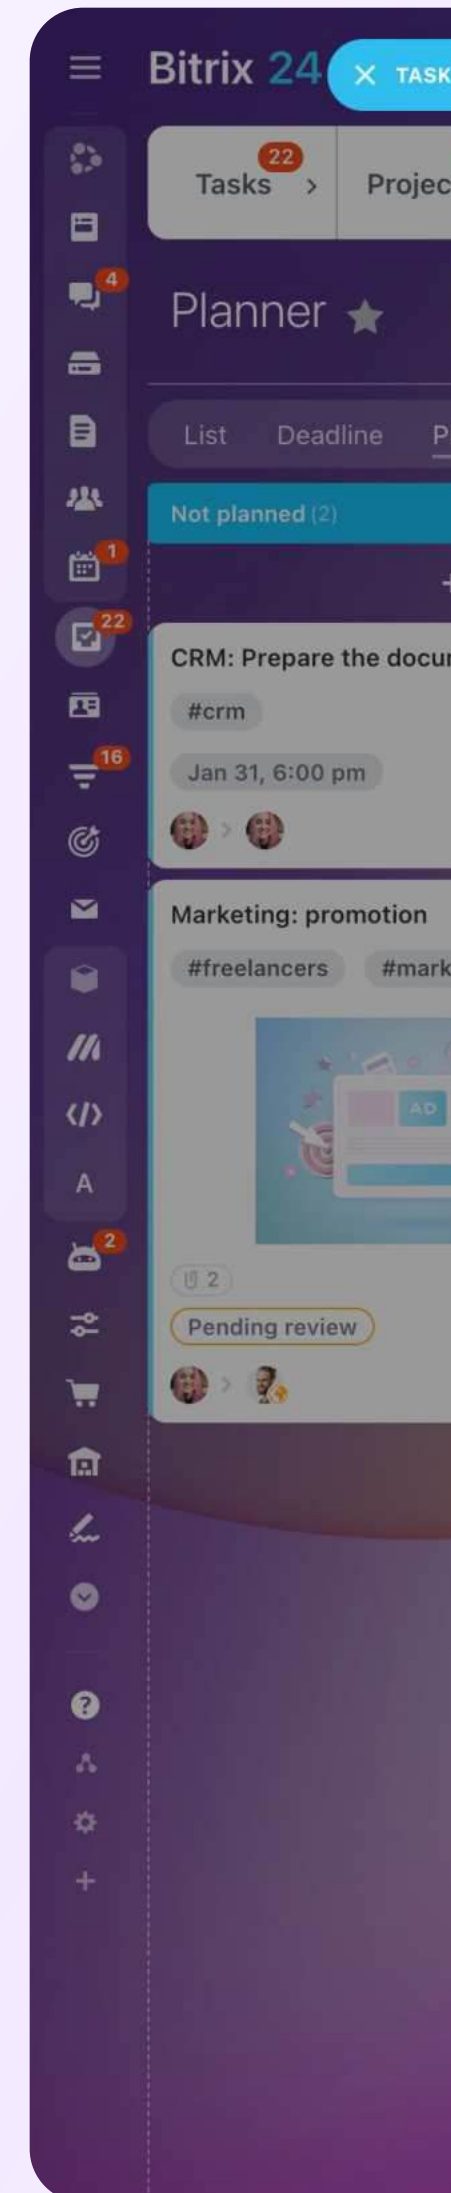 Bitrix 24
TASK
22
Tasks
Projec
4
Planner
List Deadline P
Not planned (2)
1
22
CRM: Prepare the docu
#crm
16
Jan 31, 6:00 pm
Marketing: promotion
#freelancers #mark
AD
A
2
2
Pending review